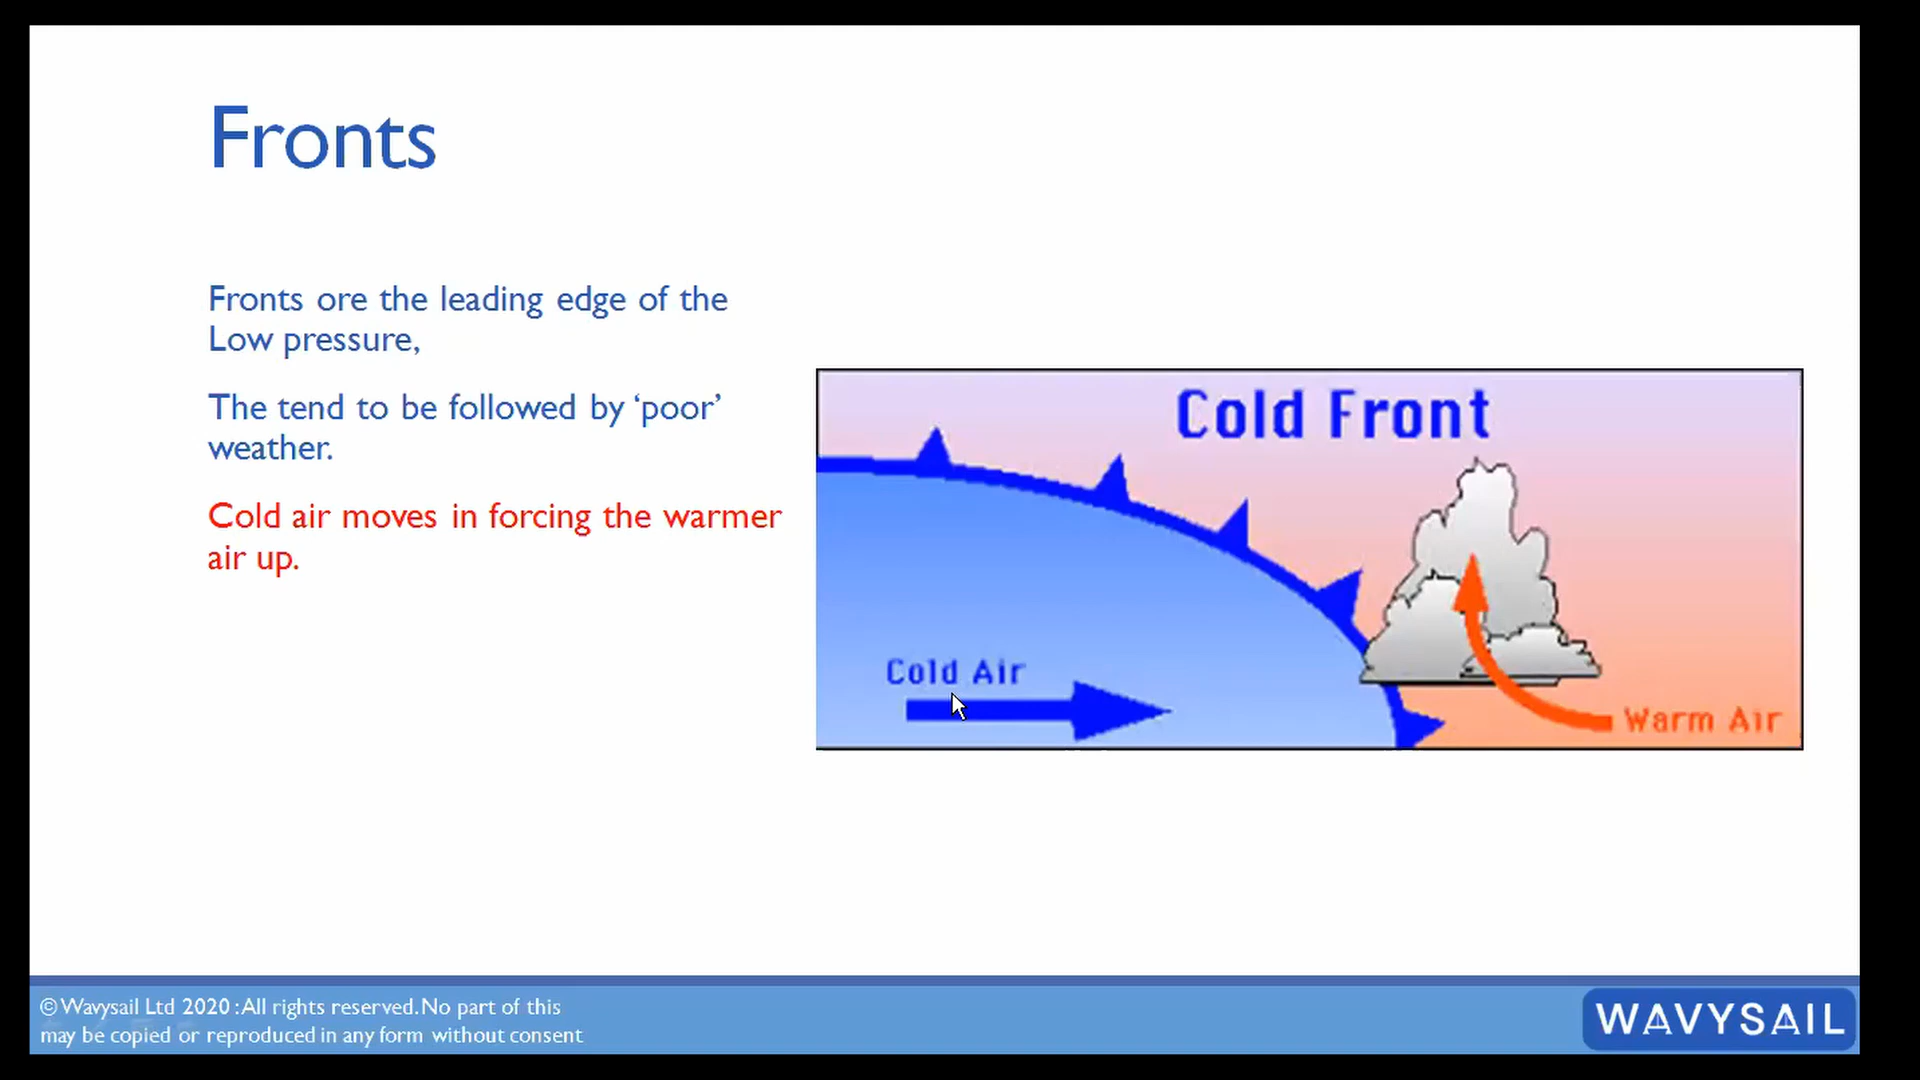 Fronts
Fronts ore the leading edge of the
Low pressure,
The tend to be followed by ‘poor’
weather.
Cold air moves in forcing the warmer
air up.
Cold Front
Cold Air
Warm Air
© Wavysail Ltd 2020 : All rights reserved. No part of this
may be copied or reproduced in any form without consent
WAVYSAIL